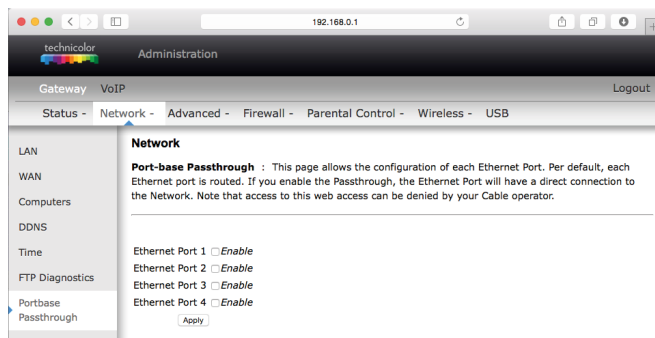 192.168.0.1
technicolor
Administration
Gateway VoIP Logout
Status - Network - Advanced - Firewall - Parental Control - Wireless - USB
LAN
WAN
Computers
DDNS
Time
FTP Diagnostics
Portbase
Passthrough
Network
Port-base Passthrough : This page allows the configuration of each Ethernet Port. Per default, each
Ethernet port is routed. If you enable the Passthrough, the Ethernet Port will have a direct connection to
the Network. Note that access to this web access can be denied by your Cable operator.
Ethernet Port 1 Enable
Ethernet Port 2 Enable
Ethernet Port 3 Enable
Ethernet Port 4 Enable
Apply